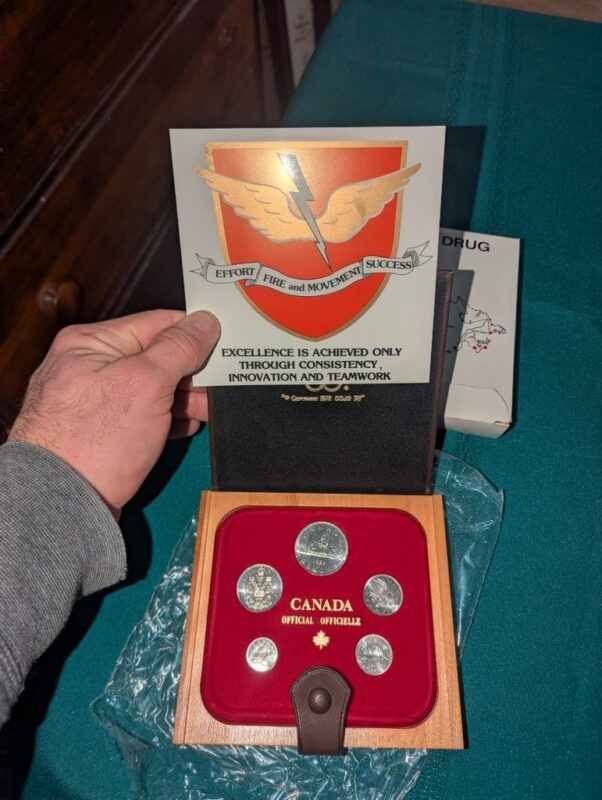 EFFORT FIRE and MOVEMENT SUCCESS
EXCELLENCE IS ACHIEVED ONLY
THROUGH CONSISTENCY,
INNOVATION AND TEAMWORK
DRUG
CANADA
OFFICIAL OFFICIELLE